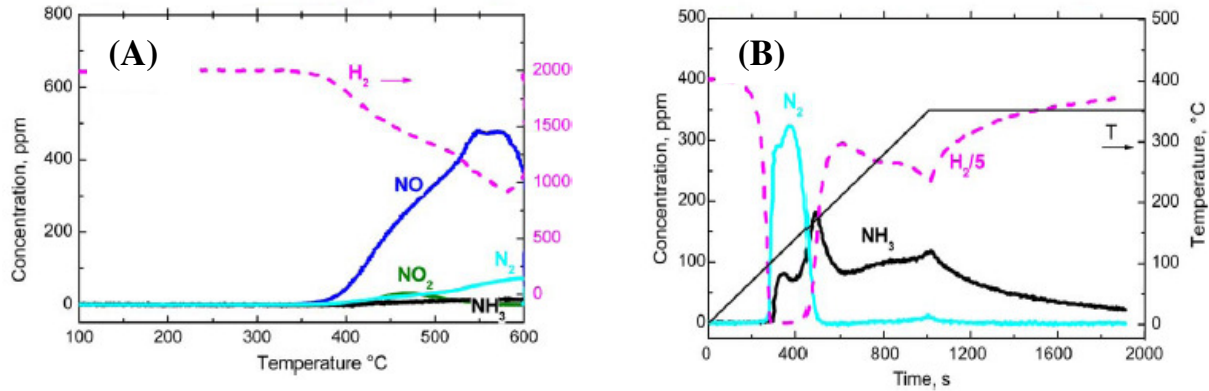 (A)
800
700
600
400
200
0
Concentration, ppm
H₂
NO
NO₂
N₂
NH₃
2000
1500
1000
500
0
100 200 300 400 500 600
Temperature °C
(B)
500
400
300
200
100
0
Concentration, ppm
N₂
NH₃
H₂/5
T
500
400
300
200
100
0
Temperature, °C
0 400 800 1200 1600 2000
Time, s